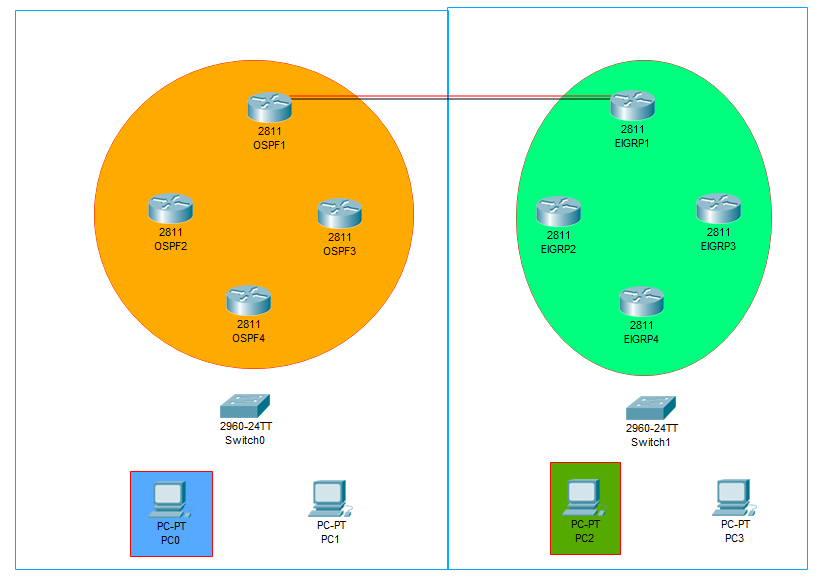 2811
OSPF1
2811
EIGRP1
2811
OSPF2
2811
OSPF3
2811
EIGRP2
2811
EIGRP3
2811
OSPF4
2811
EIGRP4
2960-24TT
Switch0
2960-24TT
Switch1
PC-PT
PC0
PC-PT
PC1
PC-PT
PC2
PC-PT
PC3